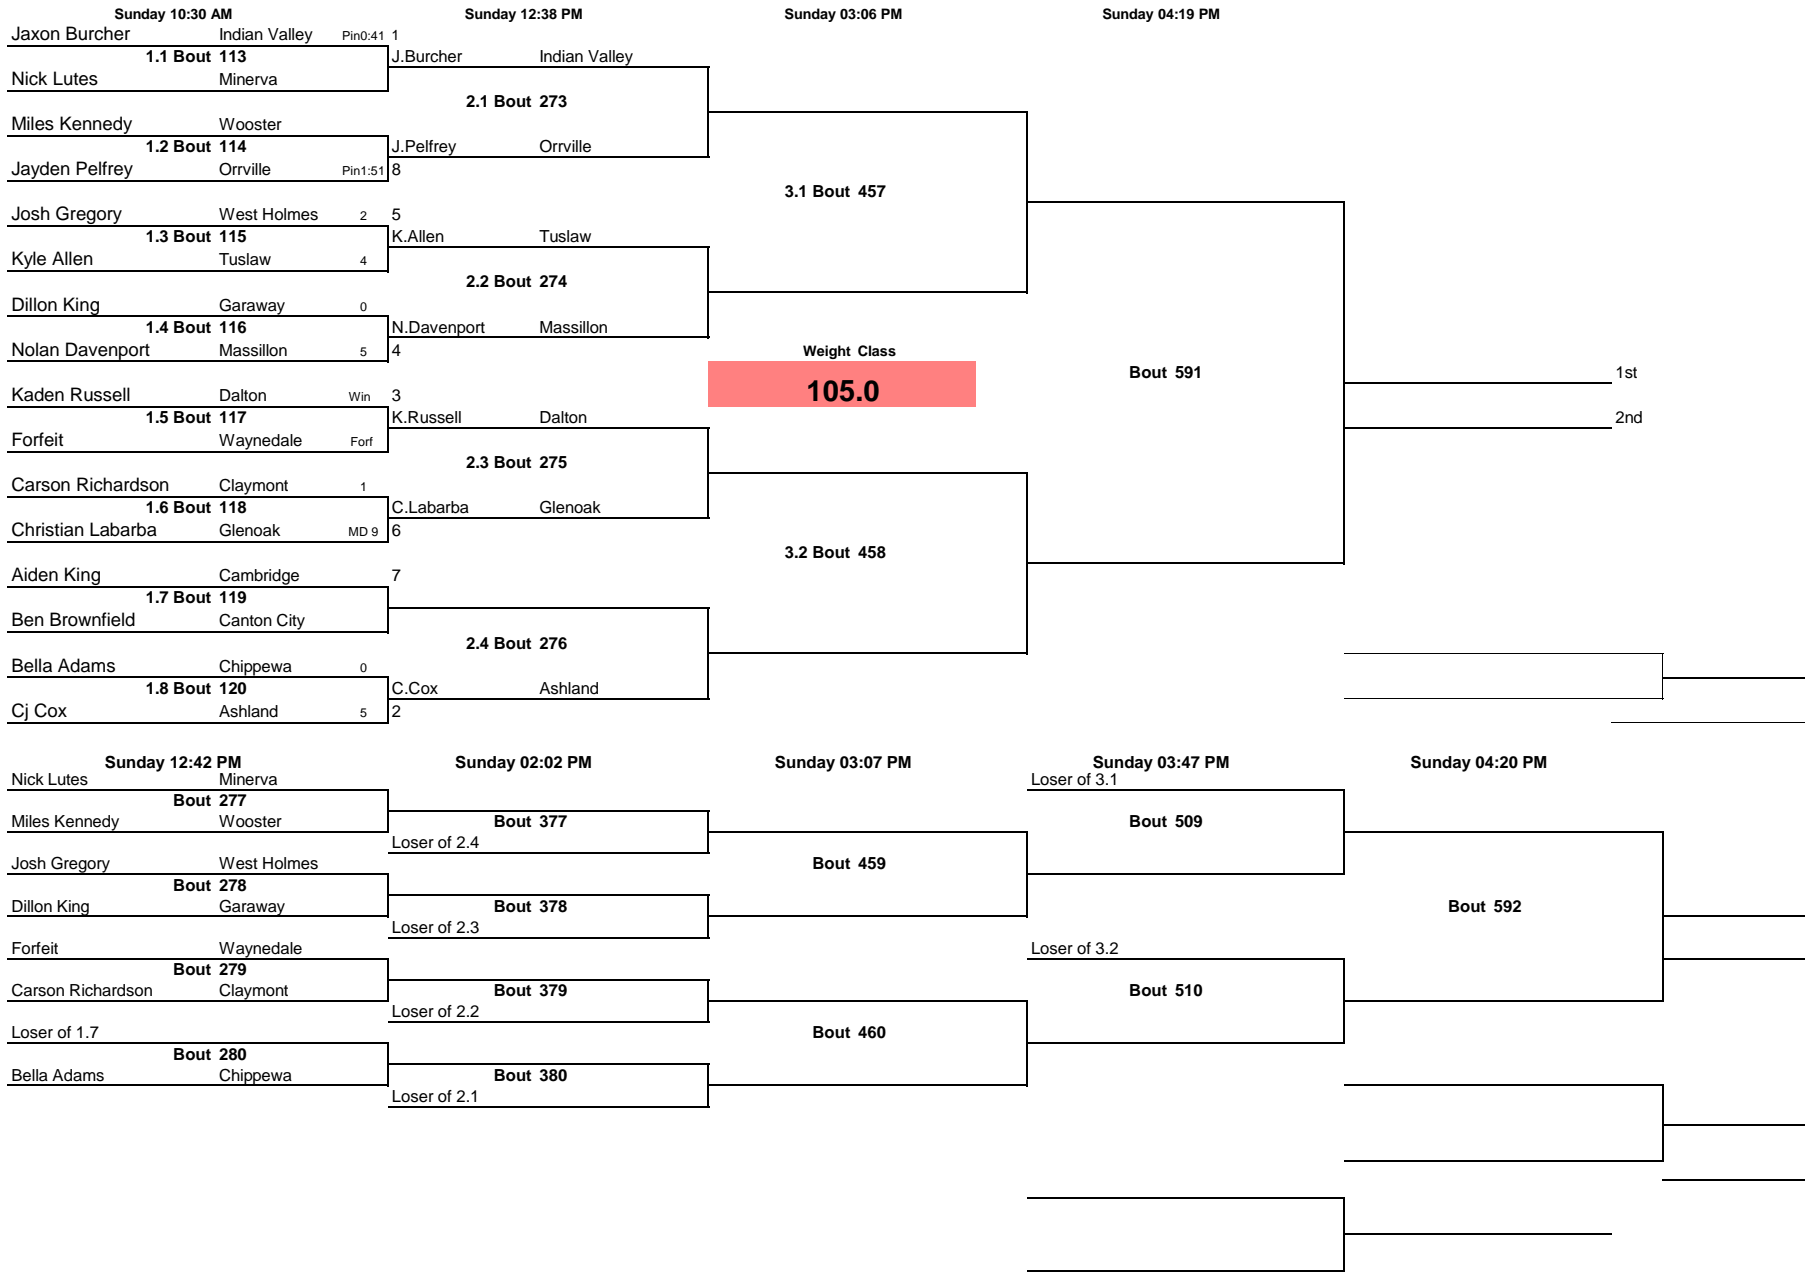 Sunday 10:30 AM Sunday 12:38 PM Sunday 03:06 PM Sunday 04:19 PM
Jaxon Burcher Indian Valley Pin0:41 1
1.1 Bout 113 J.Burcher Indian Valley
Nick Lutes Minerva
2.1 Bout 273
Miles Kennedy Wooster
1.2 Bout 114 J.Pelfrey Orrville
Jayden Pelfrey Orrville Pin1:51 8
3.1 Bout 457
Josh Gregory West Holmes 2 5
1.3 Bout 115 K.Allen Tuslaw
Kyle Allen Tuslaw 4
2.2 Bout 274
Dillon King Garaway 0
1.4 Bout 116 N.Davenport Massillon
Nolan Davenport Massillon 5 4 Weight Class
Bout 591 1st
Kaden Russell Dalton Win 3 105.0
1.5 Bout 117 K.Russell Dalton 2nd
Forfeit Waynedale Forf
2.3 Bout 275
Carson Richardson Claymont 1
1.6 Bout 118 C.Labarba Glenoak
Christian Labarba Glenoak MD 9 6
3.2 Bout 458
Aiden King Cambridge 7
1.7 Bout 119
Ben Brownfield Canton City
2.4 Bout 276
Bella Adams Chippewa 0
1.8 Bout 120 C.Cox Ashland
Cj Cox Ashland 5 2
Sunday 12:42 PM Sunday 02:02 PM Sunday 03:07 PM Sunday 03:47 PM Sunday 04:20 PM
Nick Lutes Minerva Loser of 3.1
Bout 277
Miles Kennedy Wooster Bout 377 Bout 509
Loser of 2.4
Josh Gregory West Holmes Bout 459
Bout 278
Dillon King Garaway Bout 378 Bout 592
Loser of 2.3
Forfeit Waynedale Loser of 3.2
Bout 279
Carson Richardson Claymont Bout 379 Bout 510
Loser of 2.2
Loser of 1.7 Bout 460
Bout 280
Bella Adams Chippewa Bout 380
Loser of 2.1